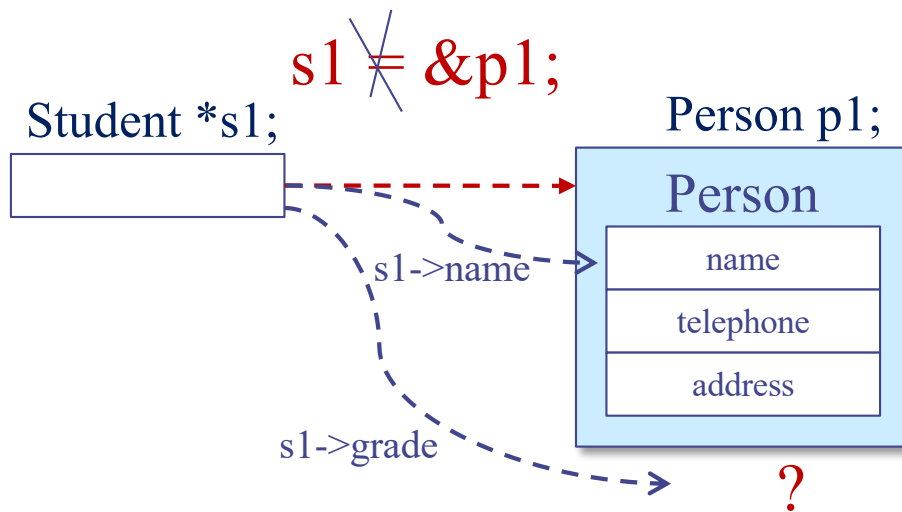 s1 = &p1;
Student *s1;
Person p1;
Person
name
telephone
address
s1->name
s1->grade
?